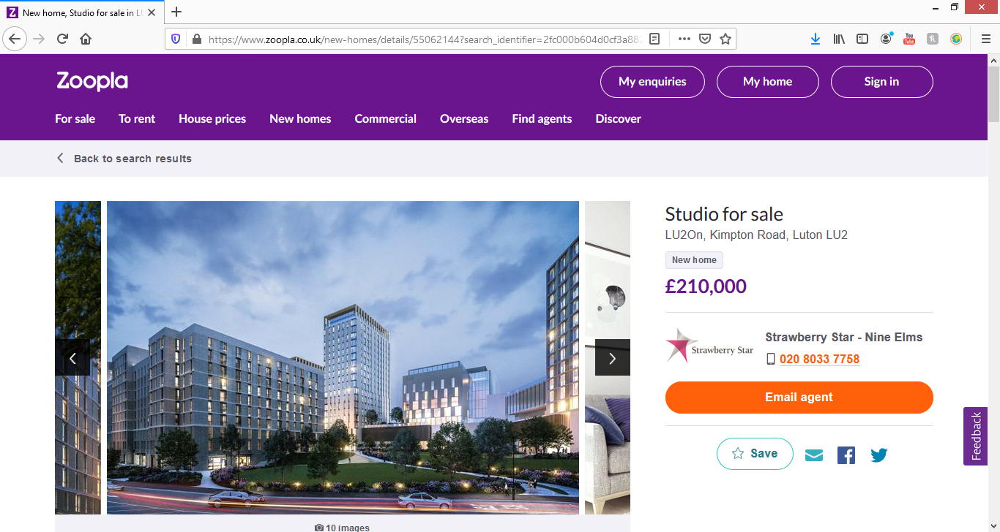 New home, Studio for sale in LU
https://www.zoopla.co.uk/new-homes/details/55062144?search_identifier=2fc000b604d0cf3a882
You Tube
Zoopla
My enquiries
My home
Sign in
For sale
To rent
House prices
New homes
Commercial
Overseas
Find agents
Discover
Back to search results
Studio for sale
LU2On, Kimpton Road, Luton LU2
New home
£210,000
Strawberry Star
Strawberry Star - Nine Elms
020 8033 7758
Email agent
Save
Feedback
10 images